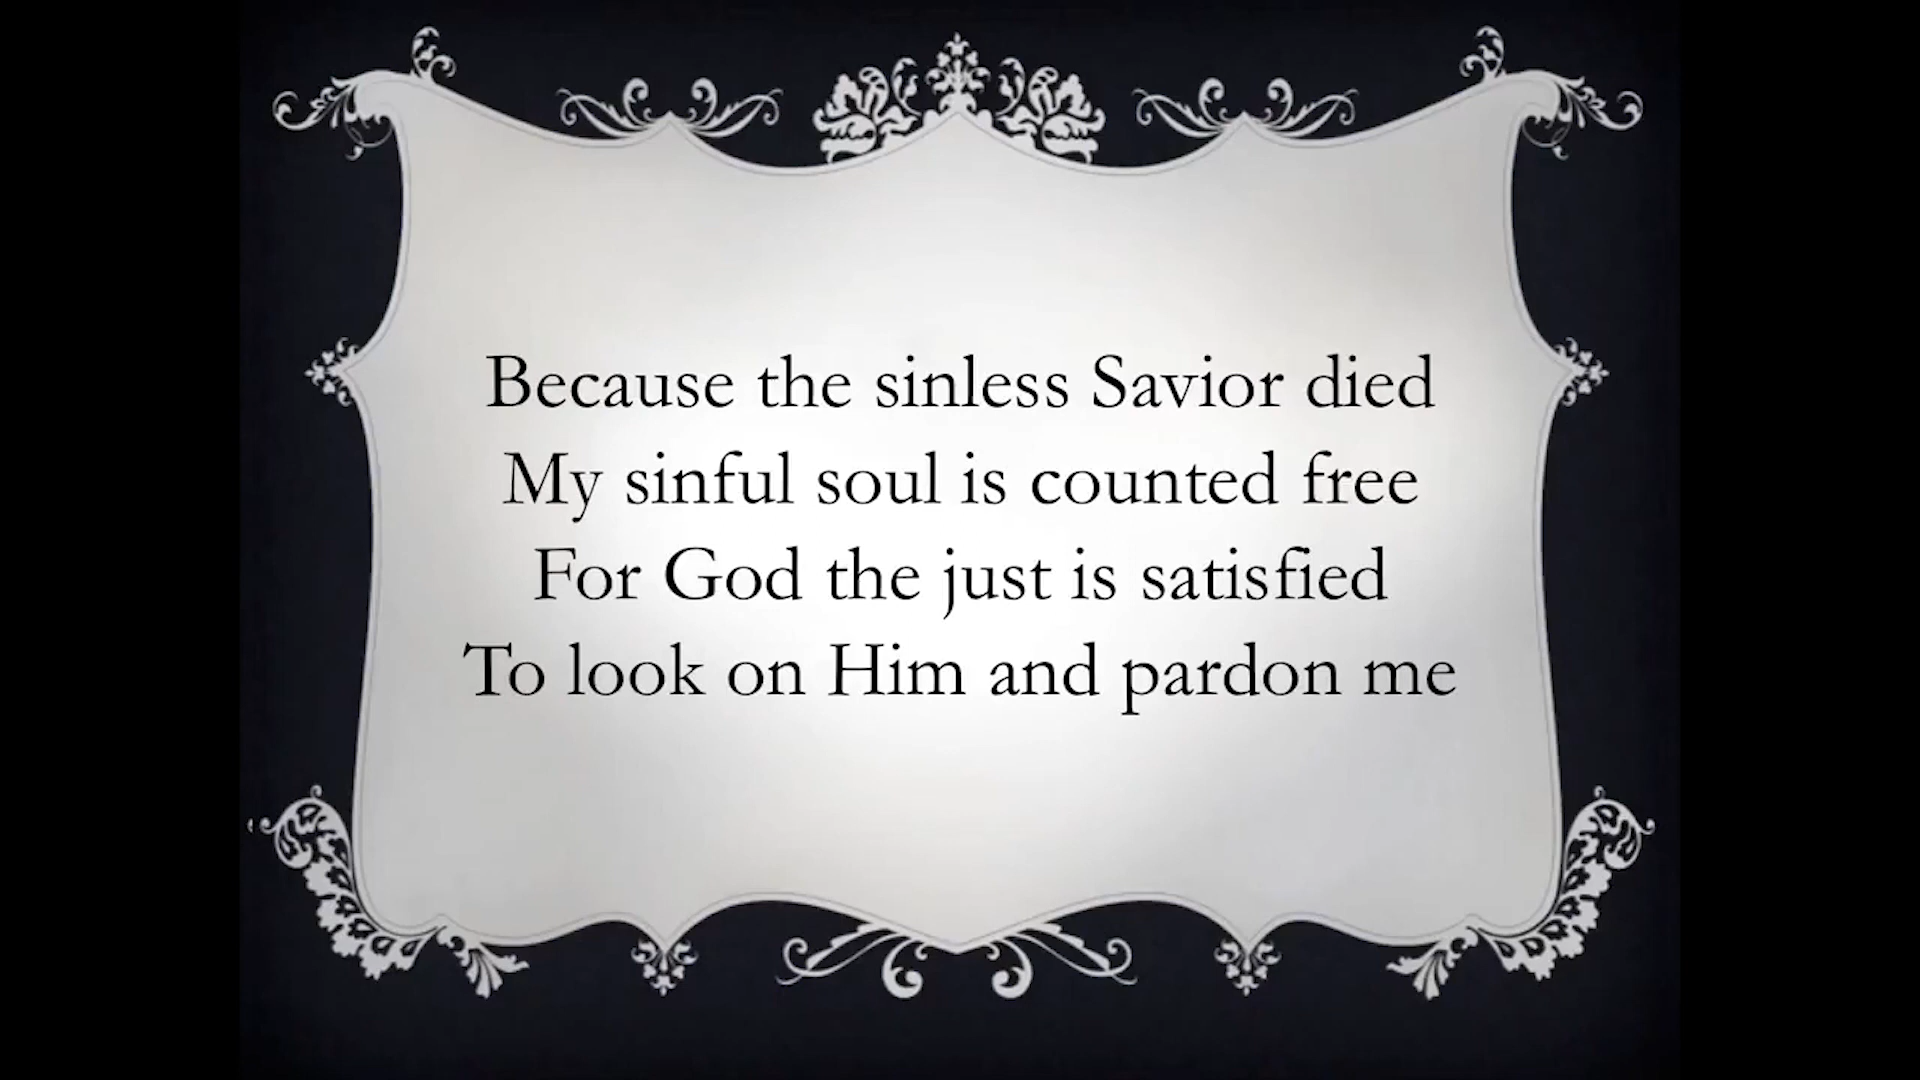 Because the sinless Savior died
My sinful soul is counted free
For God the just is satisfied
To look on Him and pardon me